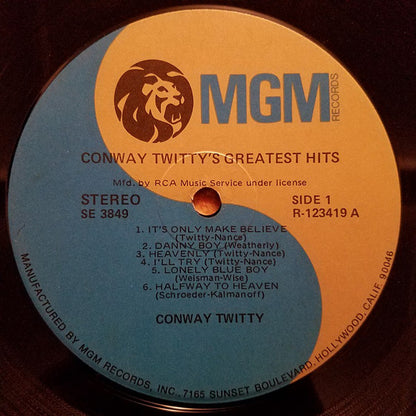 MGM
RECORDS
CONWAY TWITTY'S GREATEST HITS
Mfd. by RCA Music Service under license
STEREO
SE 3849
SIDE 1
R-123419 A
1. IT'S ONLY MAKE BELIEVE
(Twitty-Nance)
2. DANNY BOY (Weatherly)
3. HEAVENLY (Twitty-Nance)
4. I'LL TRY (Twitty-Nance)
5. LONELY BLUE BOY
(Weisman-Wise)
6. HALFWAY TO HEAVEN
(Schroeder-Kalmanoff)
CONWAY TWITTY
MANUFACTURED BY MGM RECORDS, INC., 7165 SUNSET BOULEVARD, HOLLYWOOD, CALIF. 90046